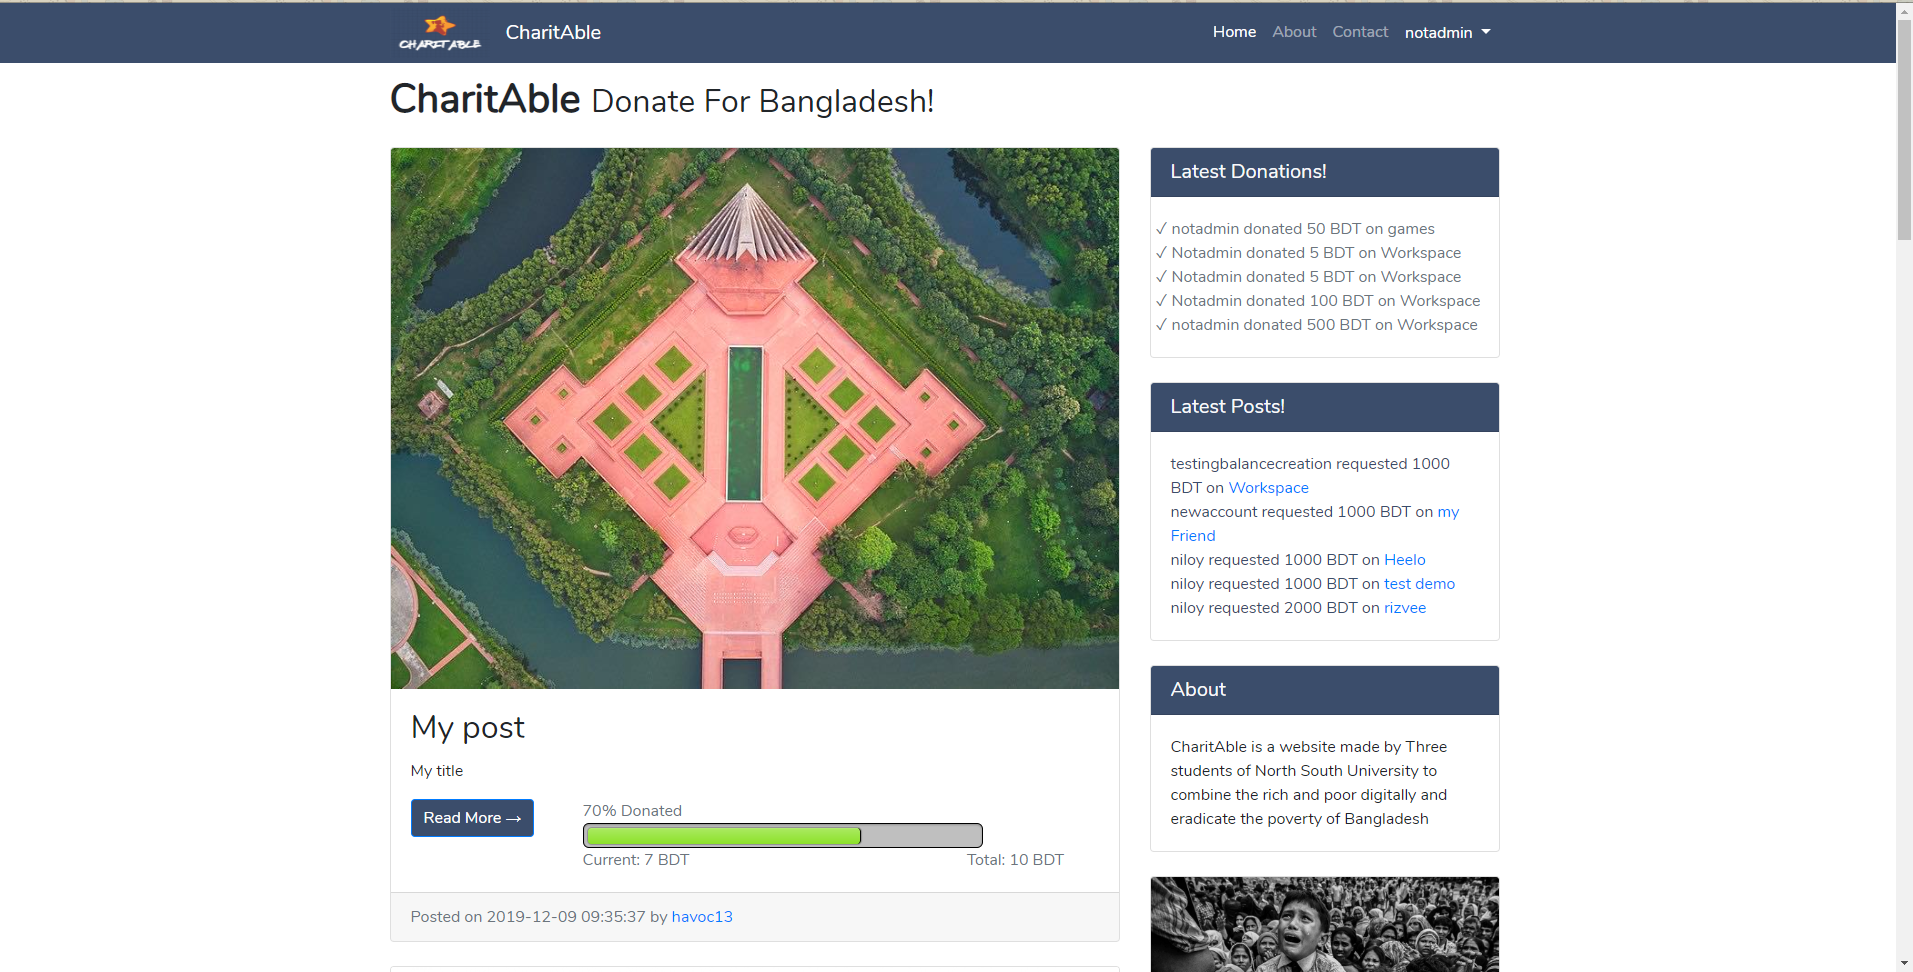 CHARITABLE
CharitAble
Home
About
Contact
notadmin
CharitAble Donate For Bangladesh!
My post
My title
Read More →
70% Donated
Current: 7 BDT
Total: 10 BDT
Posted on 2019-12-09 09:35:37 by havoc13
Latest Donations!
✓ notadmin donated 50 BDT on games
✓ Notadmin donated 5 BDT on Workspace
✓ Notadmin donated 5 BDT on Workspace
✓ Notadmin donated 100 BDT on Workspace
✓ notadmin donated 500 BDT on Workspace
Latest Posts!
testingbalancecreation requested 1000
BDT on Workspace
newaccount requested 1000 BDT on my
Friend
niloy requested 1000 BDT on Heelo
niloy requested 1000 BDT on test demo
niloy requested 2000 BDT on rizvee
About
CharitAble is a website made by Three
students of North South University to
combine the rich and poor digitally and
eradicate the poverty of Bangladesh